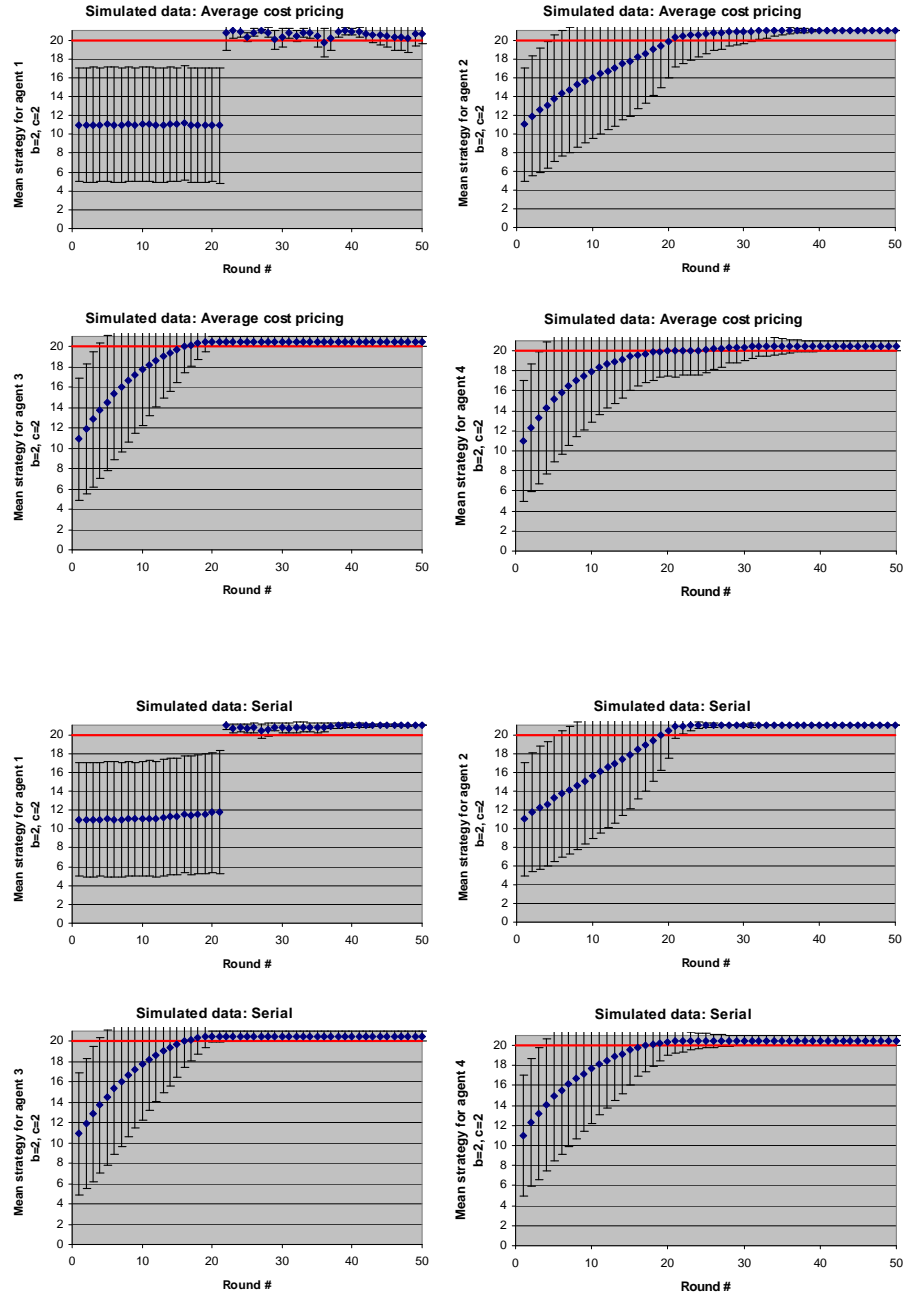 Simulated data: Average cost pricing
Mean strategy for agent 1
b=2, c=2
20
18
16
14
12
10
8
6
4
2
0
0 10 20 30 40 50
Round #
Simulated data: Average cost pricing
Mean strategy for agent 2
b=2, c=2
20
18
16
14
12
10
8
6
4
2
0
0 10 20 30 40 50
Round #
Simulated data: Average cost pricing
Mean strategy for agent 3
b=2, c=2
20
18
16
14
12
10
8
6
4
2
0
0 10 20 30 40 50
Round #
Simulated data: Average cost pricing
Mean strategy for agent 4
b=2, c=2
20
18
16
14
12
10
8
6
4
2
0
0 10 20 30 40 50
Round #
Simulated data: Serial
Mean strategy for agent 1
b=2, c=2
20
18
16
14
12
10
8
6
4
2
0
0 10 20 30 40 50
Round #
Simulated data: Serial
Mean strategy for agent 2
b=2, c=2
20
18
16
14
12
10
8
6
4
2
0
0 10 20 30 40 50
Round #
Simulated data: Serial
Mean strategy for agent 3
b=2, c=2
20
18
16
14
12
10
8
6
4
2
0
0 10 20 30 40 50
Round #
Simulated data: Serial
Mean strategy for agent 4
b=2, c=2
20
18
16
14
12
10
8
6
4
2
0
0 10 20 30 40 50
Round #